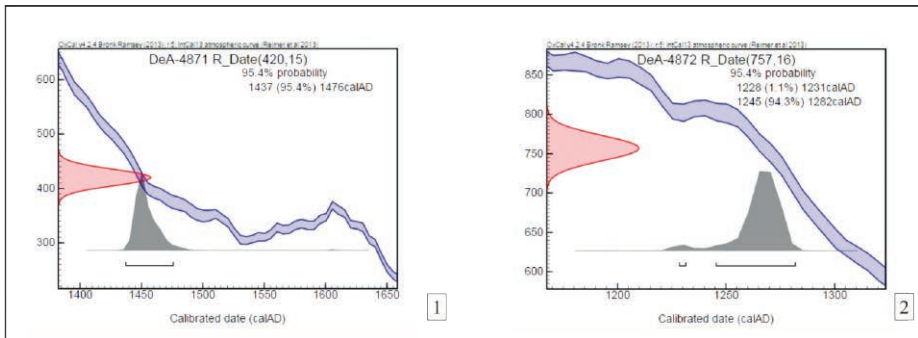 OxCal v4.2.4 Bronk Ramsey (2013); r:5; IntCal13 atmospheric curve (Reimer et al 2013)
DeA-4871 R_Date(420,15)
95.4% probability
1437 (95.4%) 1476calAD
600
500
400
300
1400 1450 1500 1550 1600 1650
Calibrated date (calAD)
1
OxCal v4.2.4 Bronk Ramsey (2013); r:5; IntCal13 atmospheric curve (Reimer et al 2013)
DeA-4872 R_Date(757,16)
95.4% probability
1228 (1.1%) 1231calAD
1245 (94.3%) 1282calAD
850
800
750
700
650
600
1200 1250 1300
Calibrated date (calAD)
2